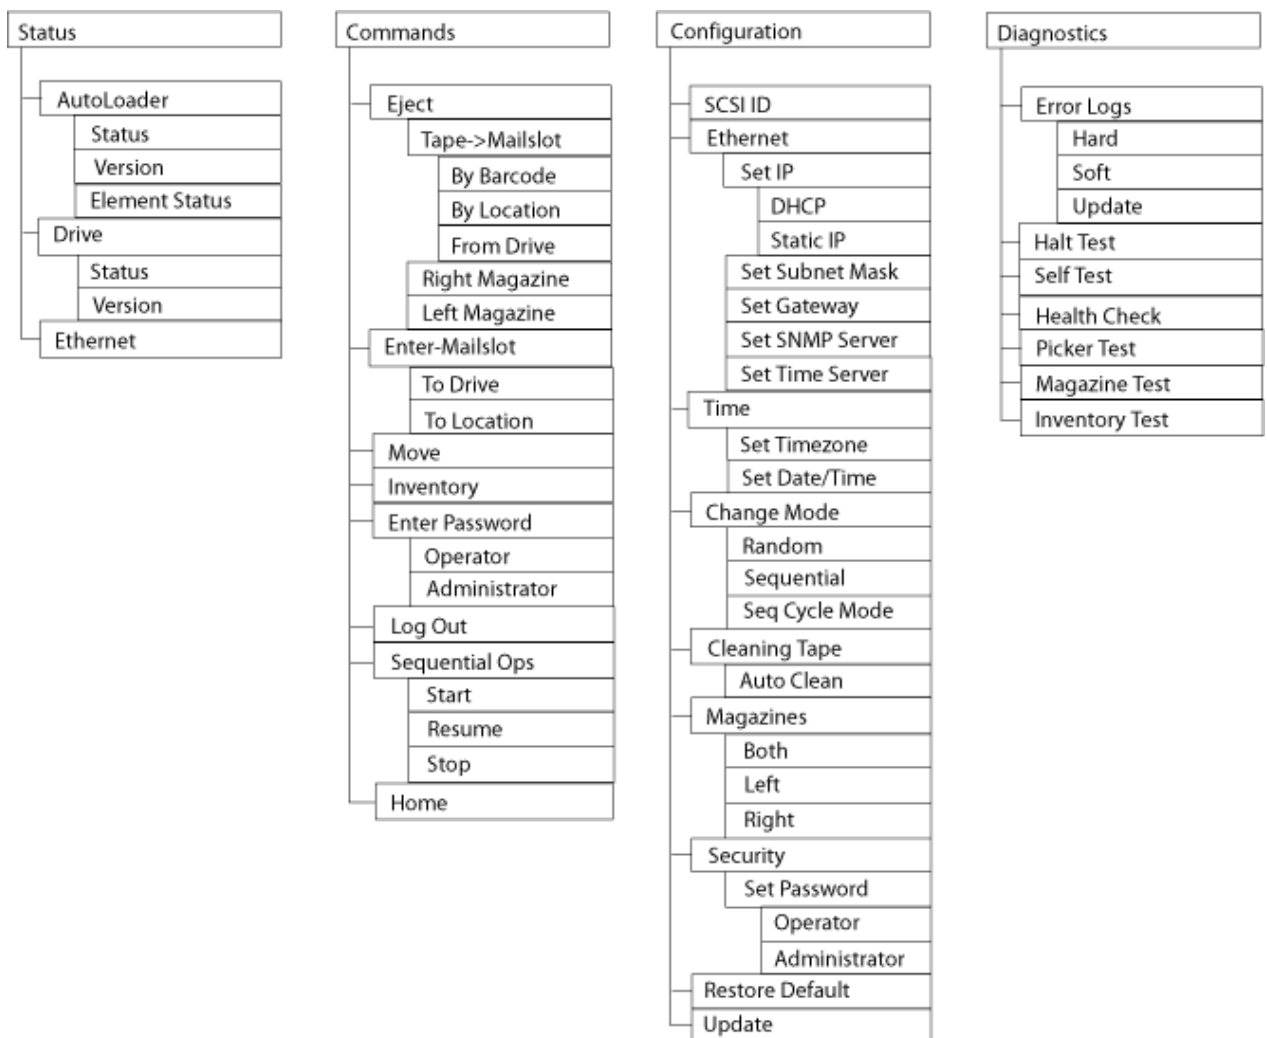 Status
AutoLoader
Status
Version
Element Status
Drive
Status
Version
Ethernet
Commands
Eject
Tape->Mailslot
By Barcode
By Location
From Drive
Right Magazine
Left Magazine
Enter-Mailslot
To Drive
To Location
Move
Inventory
Enter Password
Operator
Administrator
Log Out
Sequential Ops
Start
Resume
Stop
Home
Configuration
SCSI ID
Ethernet
Set IP
DHCP
Static IP
Set Subnet Mask
Set Gateway
Set SNMP Server
Set Time Server
Time
Set Timezone
Set Date/Time
Change Mode
Random
Sequential
Seq Cycle Mode
Cleaning Tape
Auto Clean
Magazines
Both
Left
Right
Security
Set Password
Operator
Administrator
Restore Default
Update
Diagnostics
Error Logs
Hard
Soft
Update
Halt Test
Self Test
Health Check
Picker Test
Magazine Test
Inventory Test